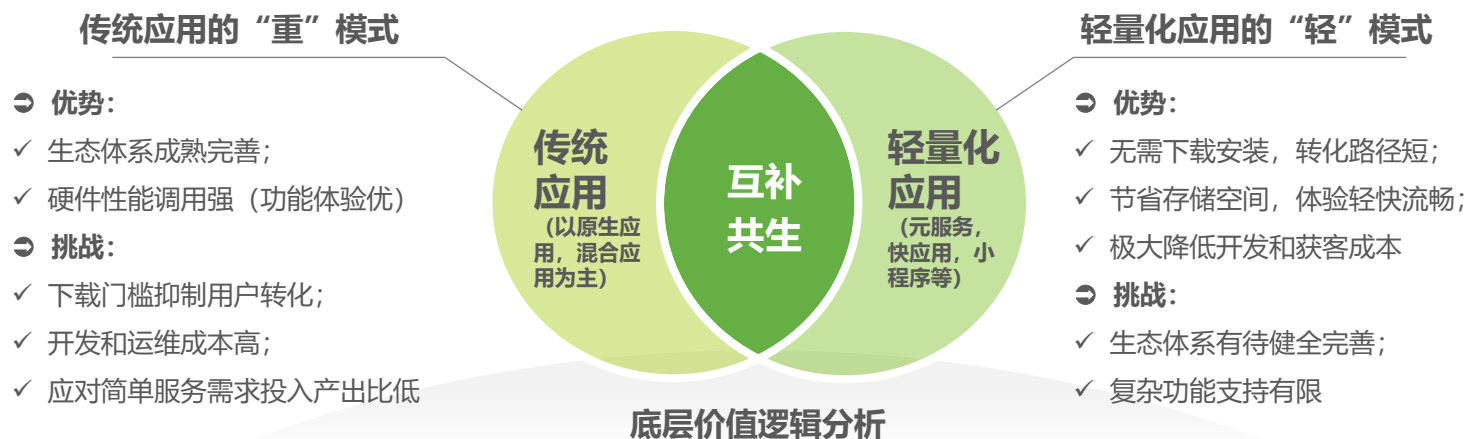 传统应用的“重”模式
➲ 优势：
✓ 生态体系成熟完善；
✓ 硬件性能调用强（功能体验优）
➲ 挑战：
✓ 下载门槛抑制用户转化；
✓ 开发和运维成本高；
✓ 应对简单服务需求投入产出比低
传统
应用
（以原生应
用，混合应
用为主）
互补
共生
轻量化
应用
（元服务，
快应用，小
程序等）
轻量化应用的“轻”模式
➲ 优势：
✓ 无需下载安装，转化路径短；
✓ 节省存储空间，体验轻快流畅；
✓ 极大降低开发和获客成本
➲ 挑战：
✓ 生态体系有待健全完善；
✓ 复杂功能支持有限
底层价值逻辑分析